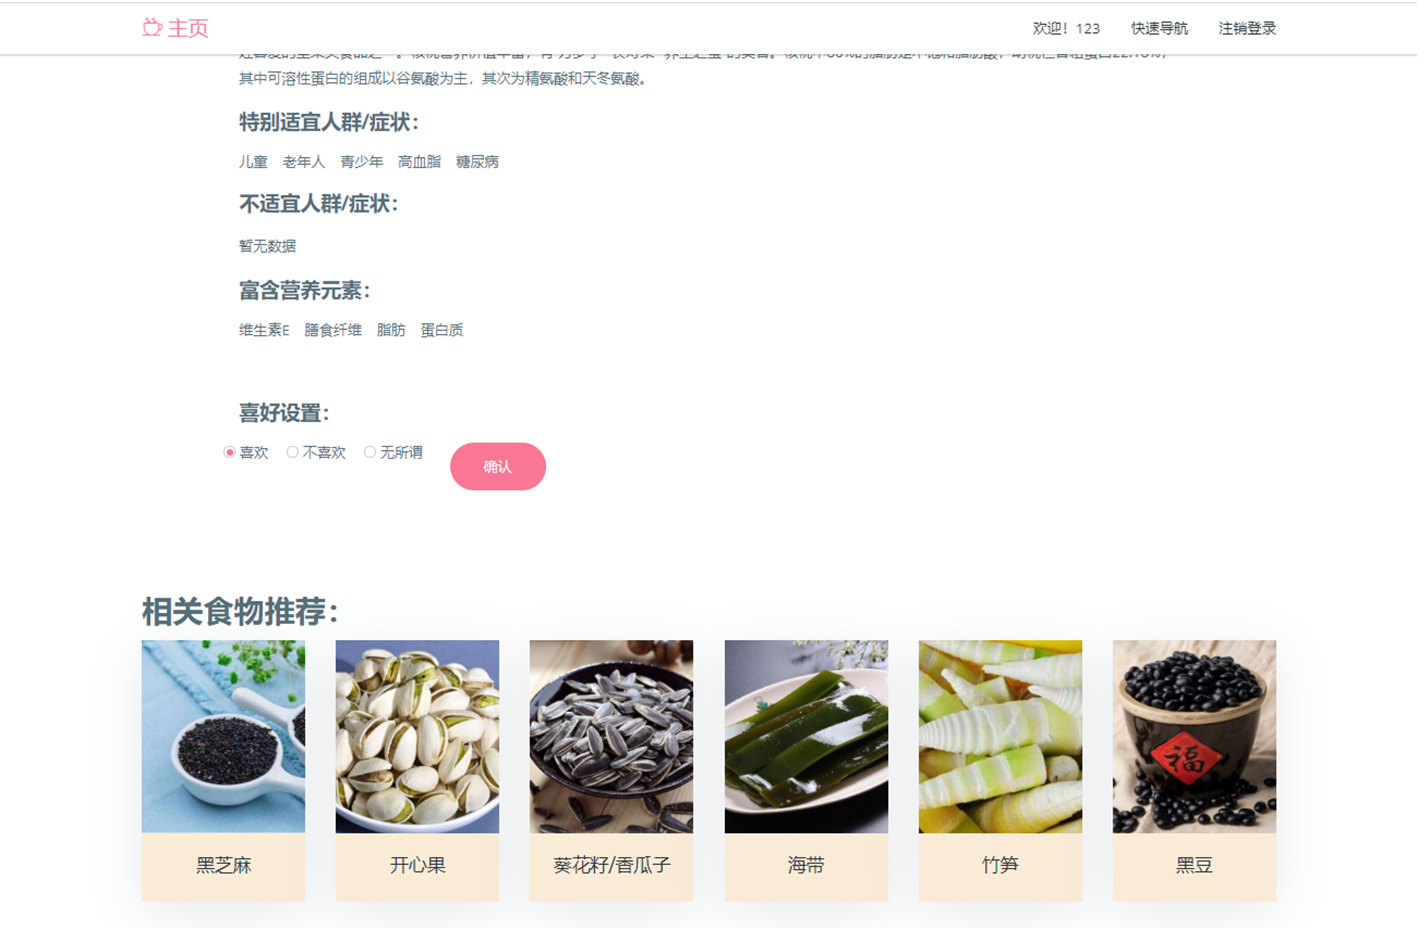 主页
欢迎！123 快速导航 注销登录
其中可溶性蛋白的组成以谷氨酸为主，其次为精氨酸和天冬氨酸。
特别适宜人群/症状：
儿童 老年人 青少年 高血脂 糖尿病
不适宜人群/症状：
暂无数据
富含营养元素：
维生素E 膳食纤维 脂肪 蛋白质
喜好设置：
喜欢 不喜欢 无所谓 确认
相关食物推荐：
福
黑芝麻 开心果 葵花籽/香瓜子 海带 竹笋 黑豆